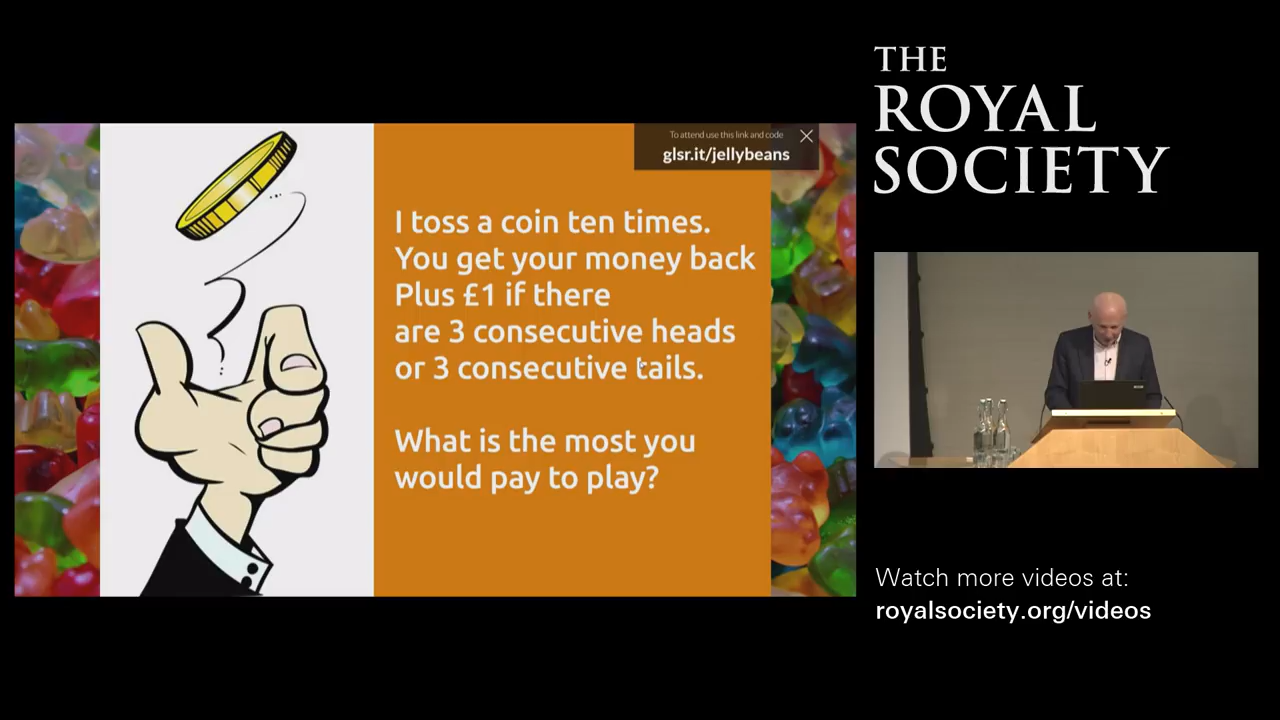 To attend use this link and code
glsr.it/jellybeans
I toss a coin ten times.
You get your money back
Plus £1 if there
are 3 consecutive heads
or 3 consecutive tails.
What is the most you
would pay to play?
THE
ROYAL
SOCIETY
Watch more videos at:
royalsociety.org/videos